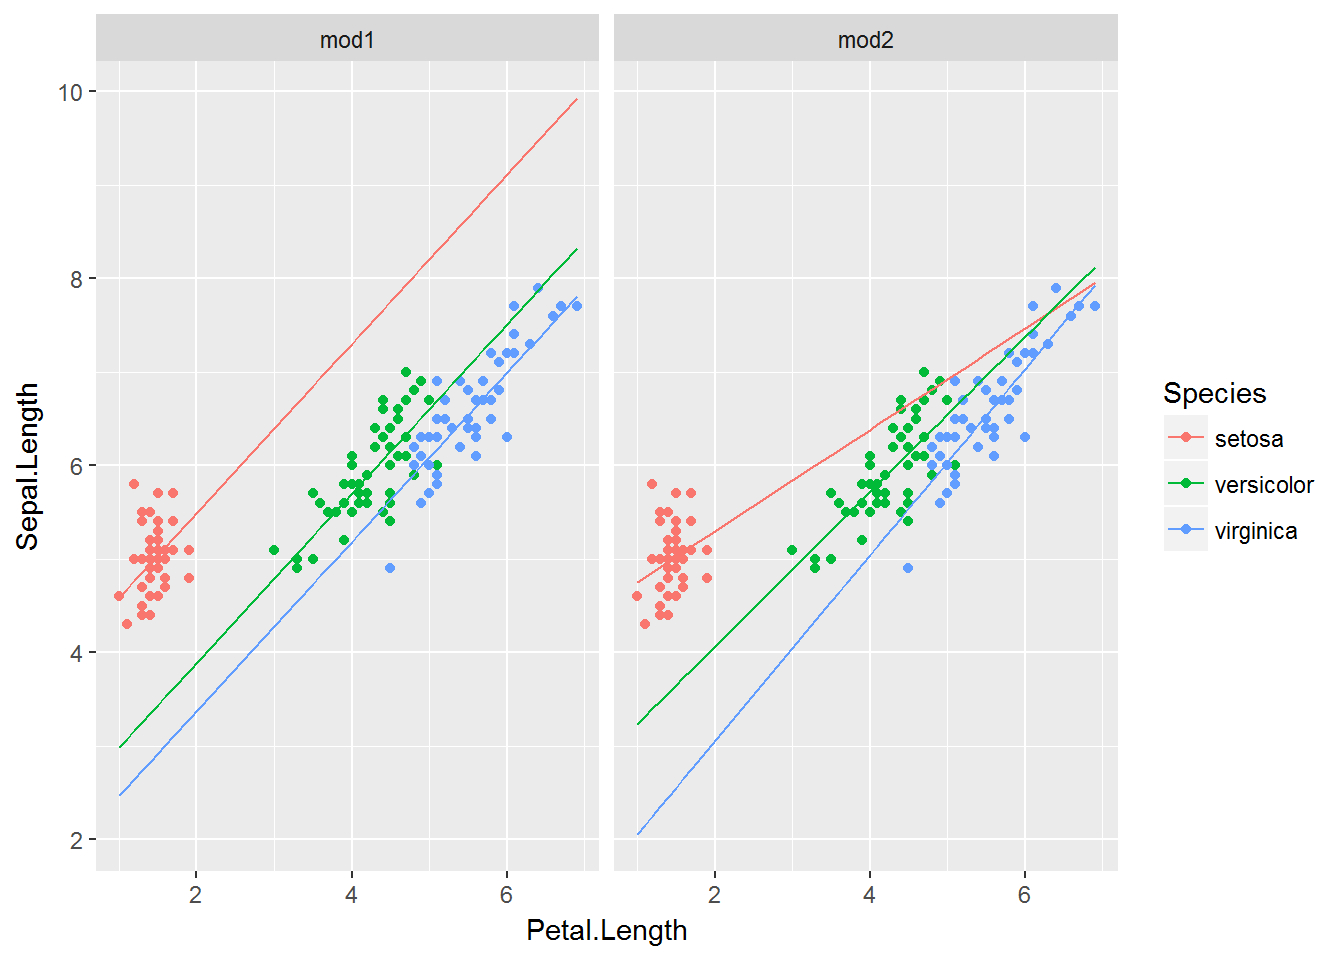 mod1 mod2
10
8
6
4
2
Sepal.Length
2 4 6 2 4 6
Petal.Length
Species
setosa
versicolor
virginica